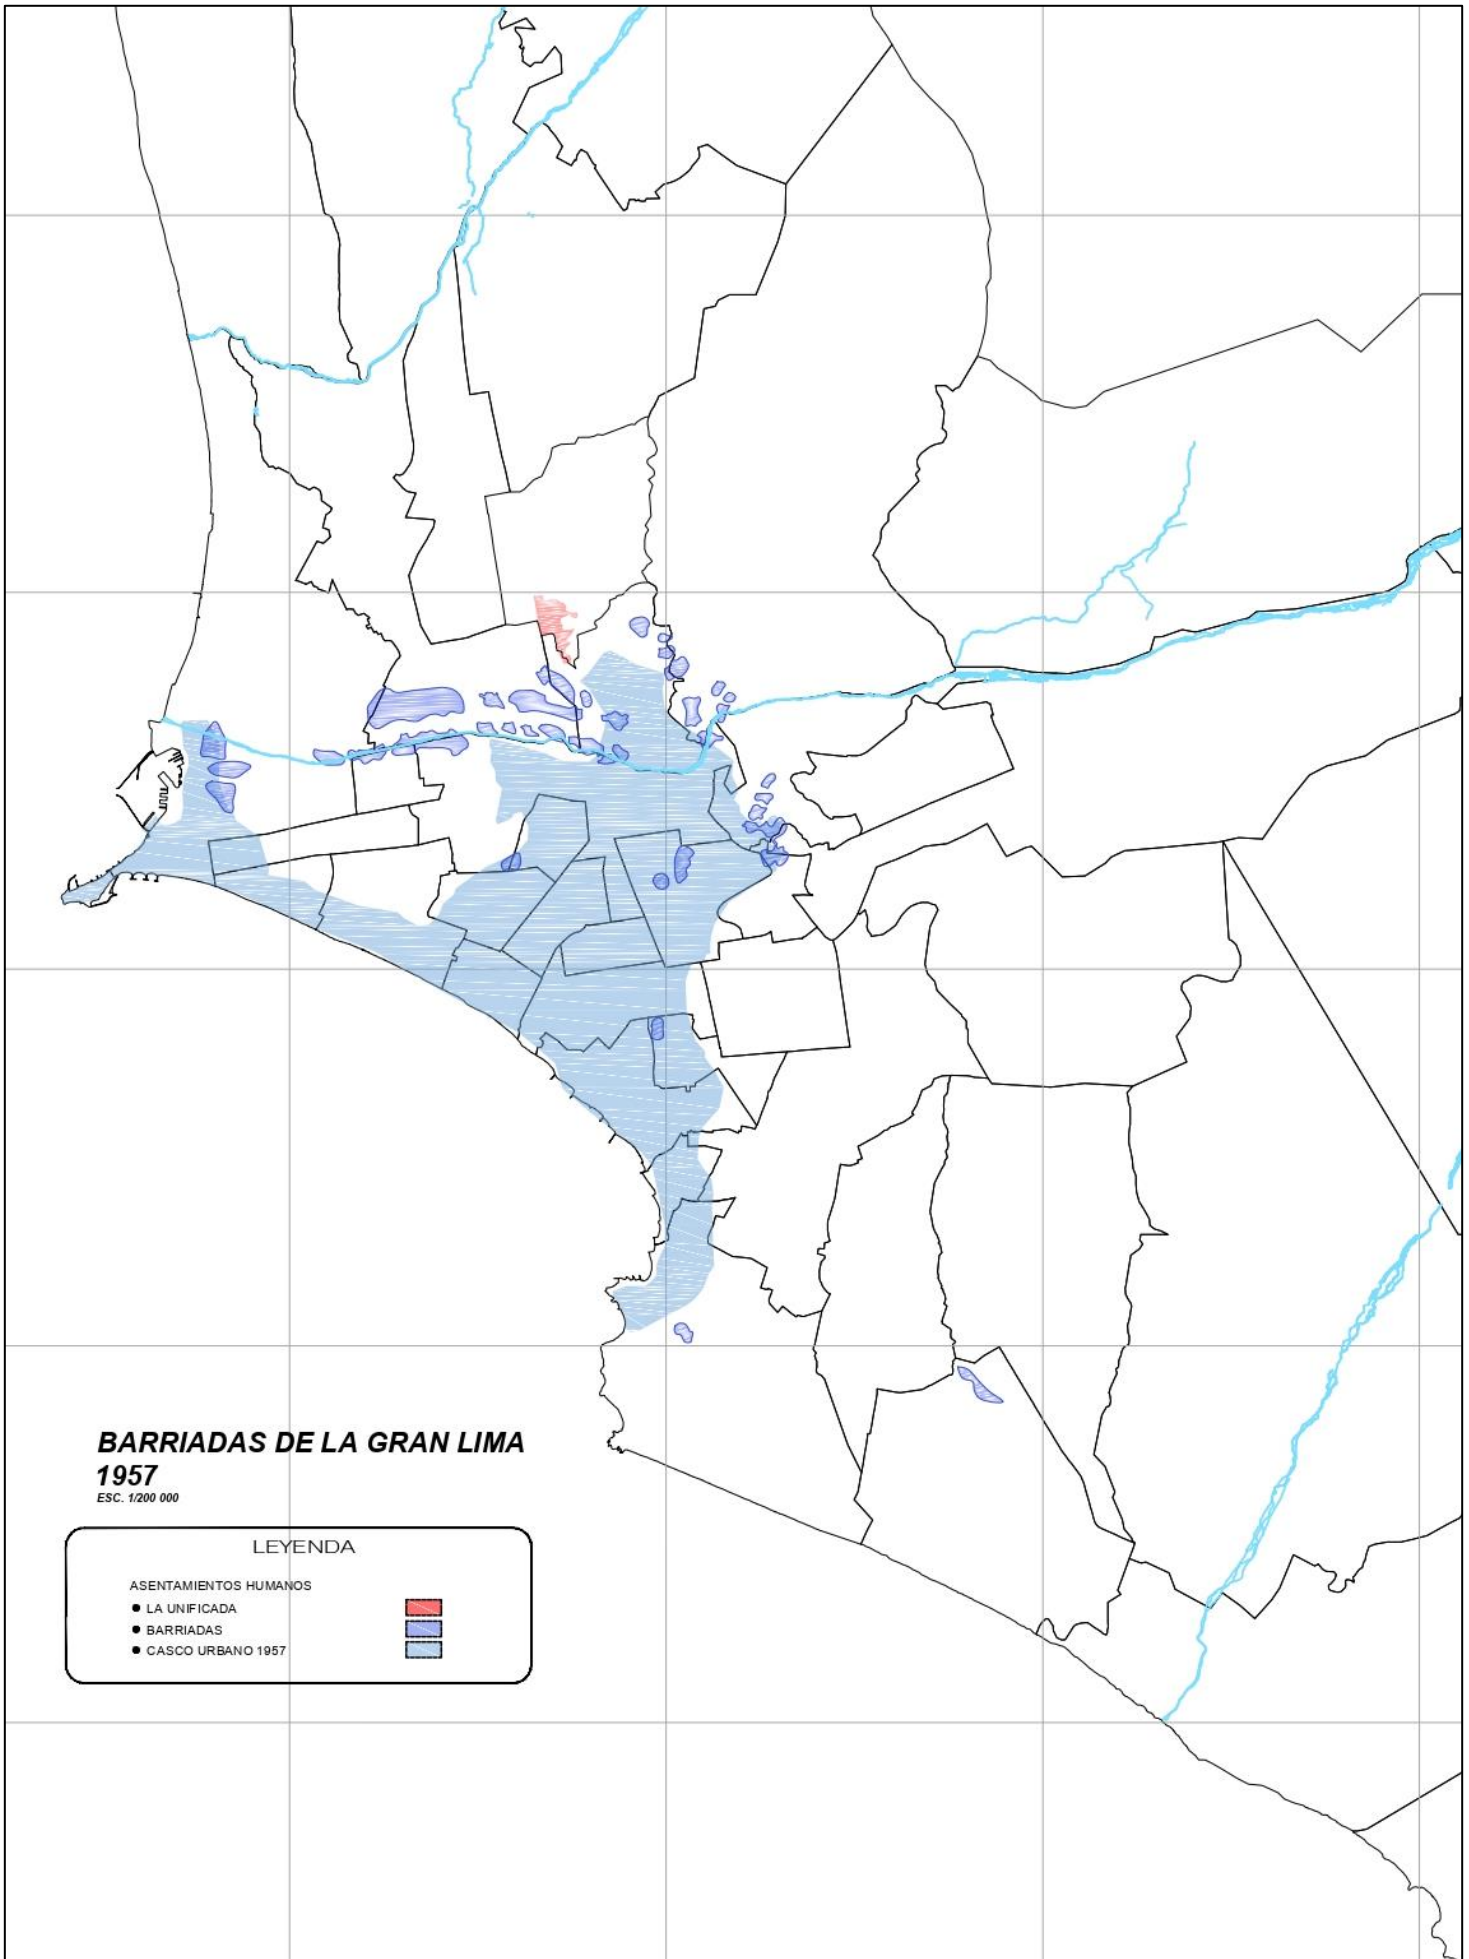 BARRIADAS DE LA GRAN LIMA
1957
ESC. 1/200 000
LEYENDA
ASENTAMIENTOS HUMANOS
● LA UNIFICADA
● BARRIADAS
● CASCO URBANO 1957